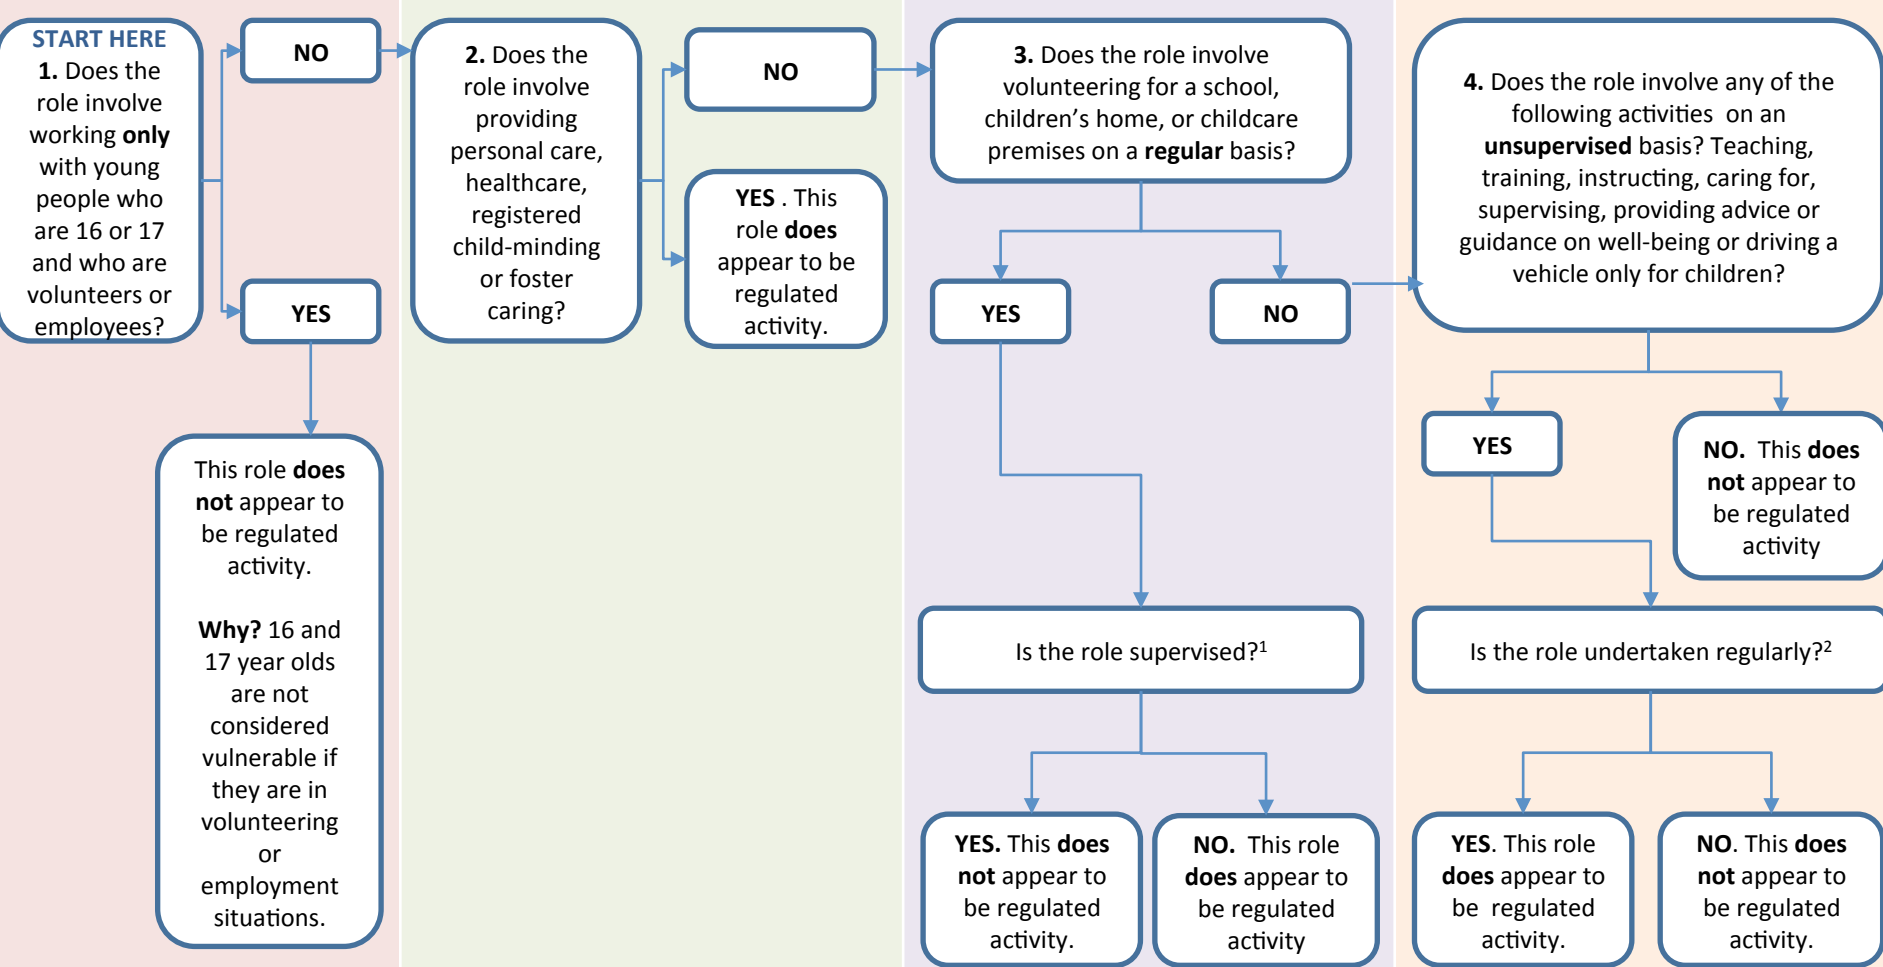 START HERE
1. Does the
role involve
working only
with young
people who
are 16 or 17
and who are
volunteers or
employees?
NO
YES
This role does
not appear to
be regulated
activity.
Why? 16 and
17 year olds
are not
considered
vulnerable if
they are in
volunteering
or
employment
situations.
2. Does the
role involve
providing
personal care,
healthcare,
registered
child-minding
or foster
caring?
NO
YES . This
role does
appear to be
regulated
activity.
3. Does the role involve
volunteering for a school,
children’s home, or childcare
premises on a regular basis?
YES
NO
Is the role supervised?1
YES. This does
not appear to
be regulated
activity.
NO. This role
does appear to
be regulated
activity
4. Does the role involve any of the
following activities on an
unsupervised basis? Teaching,
training, instructing, caring for,
supervising, providing advice or
guidance on well-being or driving a
vehicle only for children?
YES
NO. This does
not appear to
be regulated
activity
Is the role undertaken regularly?2
YES. This role
does appear to
be regulated
activity.
NO. This does
not appear to
be regulated
activity.